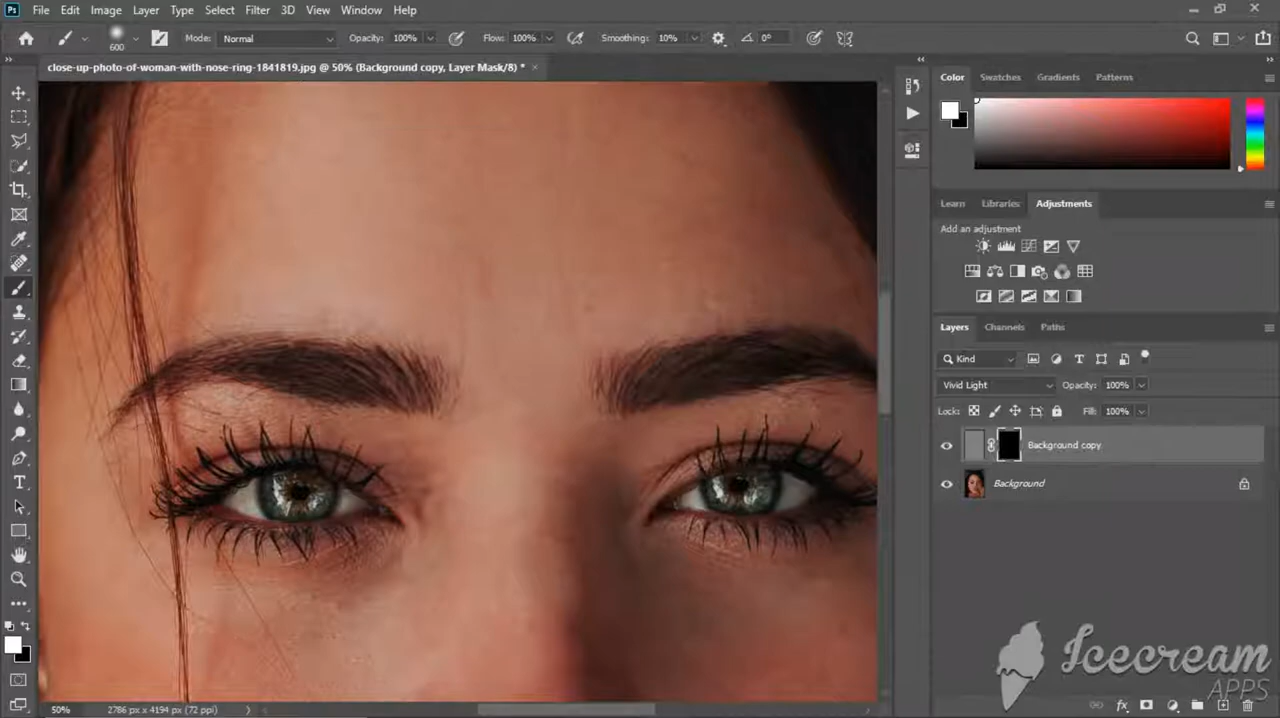 Ps File Edit Image Layer Type Select Filter 3D View Window Help
600 Mode: Normal Opacity: 100% Flow: 100% Smoothing: 10% 0°
close-up-photo-of-woman-with-nose-ring-1841819.jpg @ 50% (Background copy, Layer Mask/8) *
Color Swatches Gradients Patterns
Learn Libraries Adjustments
Add an adjustment
Layers Channels Paths
Kind
Vivid Light Opacity: 100%
Lock: Fill: 100%
Background copy
Background
Icecream
APPS
50% 2786 px x 4194 px (72 ppi)